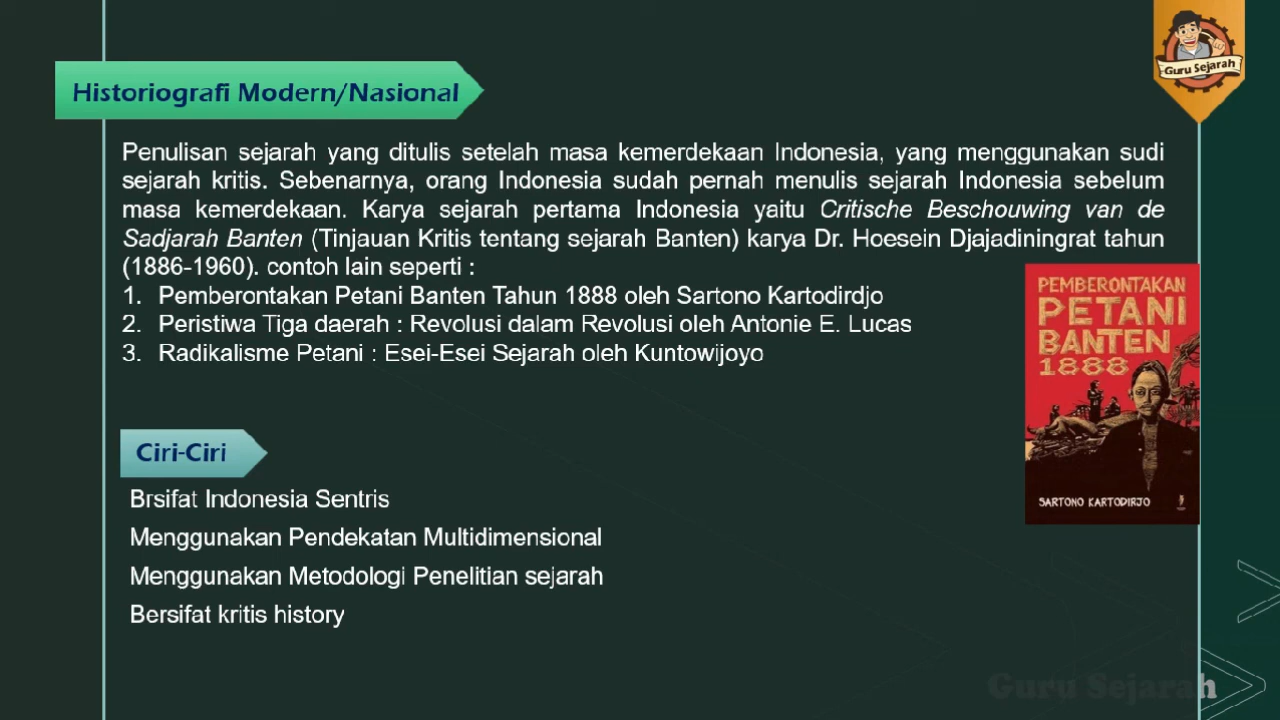 Guru Sejarah
Historiografi Modern/Nasional
Penulisan sejarah yang ditulis setelah masa kemerdekaan Indonesia, yang menggunakan sudi
sejarah kritis. Sebenarnya, orang Indonesia sudah pernah menulis sejarah Indonesia sebelum
masa kemerdekaan. Karya sejarah pertama Indonesia yaitu Critische Beschouwing van de
Sadjarah Banten (Tinjauan Kritis tentang sejarah Banten) karya Dr. Hoesein Djajadiningrat tahun
(1886-1960). contoh lain seperti :
1. Pemberontakan Petani Banten Tahun 1888 oleh Sartono Kartodirdjo
2. Peristiwa Tiga daerah : Revolusi dalam Revolusi oleh Antonie E. Lucas
3. Radikalisme Petani : Esei-Esei Sejarah oleh Kuntowijoyo
PEMBERONTAKAN
PETANI
BANTEN
1888
SARTONO KARTODIRJO
Ciri-Ciri
Brsifat Indonesia Sentris
Menggunakan Pendekatan Multidimensional
Menggunakan Metodologi Penelitian sejarah
Bersifat kritis history
Guru Sejarah